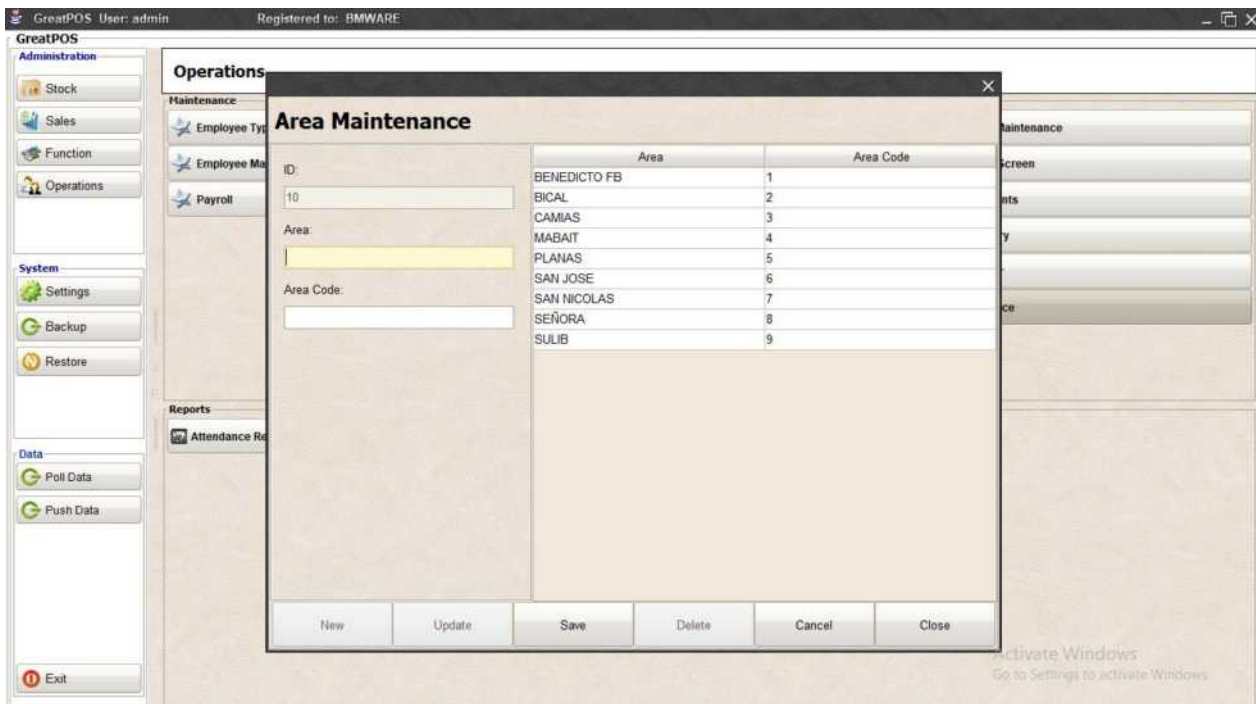 GreatPOS User: admin Registered to: BMWARE
GreatPOS
Administration
Stock
Sales
Function
Operations
System
Settings
Backup
Restore
Data
Poll Data
Push Data
Exit
Operations
Maintenance
Employee Typ
Employee Ma
Payroll
Reports
Attendance Re
Area Maintenance
ID:
10
Area:
Area Code:
Area Area Code
BENEDICTO FB 1
BICAL 2
CAMIAS 3
MABAIT 4
PLANAS 5
SAN JOSE 6
SAN NICOLAS 7
SEÑORA 8
SULIB 9
New Update Save Delete Cancel Close
Maintenance
Screen
nts
ry
ce
Activate Windows
Go to Settings to activate Windows.